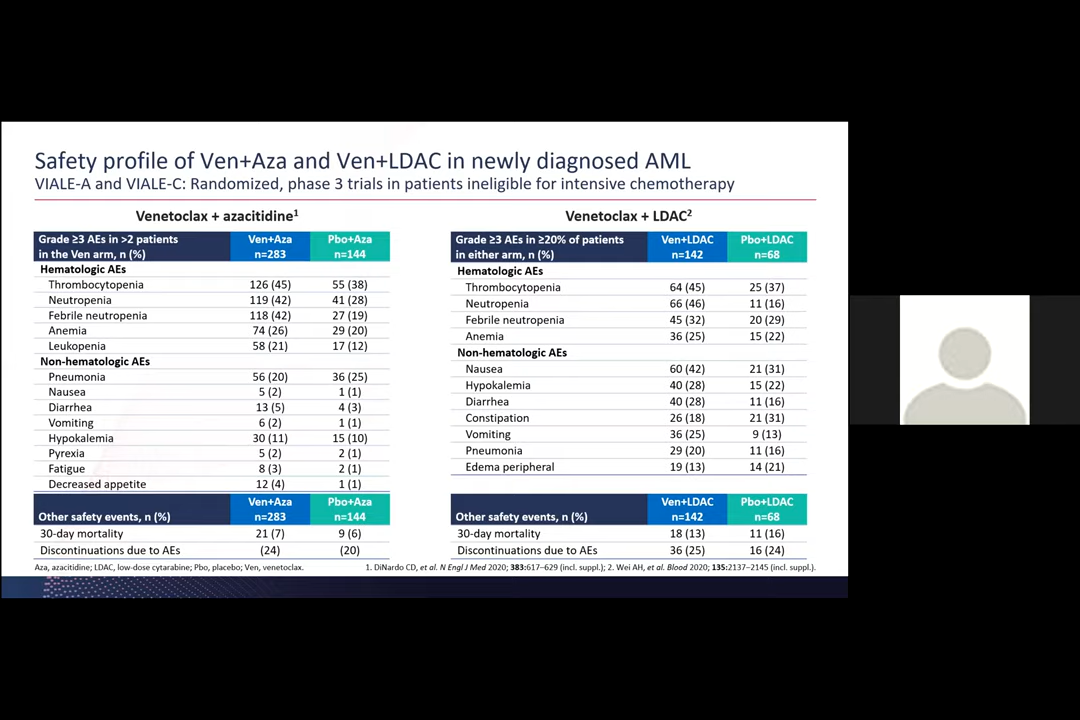 Safety profile of Ven+Aza and Ven+LDAC in newly diagnosed AML
VIALE-A and VIALE-C: Randomized, phase 3 trials in patients ineligible for intensive chemotherapy
Venetoclax + azacitidine1
Grade ≥3 AEs in >2 patients in the Ven arm, n (%) Ven+Aza n=283 Pbo+Aza n=144
Hematologic AEs
Thrombocytopenia 126 (45) 55 (38)
Neutropenia 119 (42) 41 (28)
Febrile neutropenia 118 (42) 27 (19)
Anemia 74 (26) 29 (20)
Leukopenia 58 (21) 17 (12)
Non-hematologic AEs
Pneumonia 56 (20) 36 (25)
Nausea 5 (2) 1 (1)
Diarrhea 13 (5) 4 (3)
Vomiting 6 (2) 1 (1)
Hypokalemia 30 (11) 15 (10)
Pyrexia 5 (2) 2 (1)
Fatigue 8 (3) 2 (1)
Decreased appetite 12 (4) 1 (1)
Other safety events, n (%) Ven+Aza n=283 Pbo+Aza n=144
30-day mortality 21 (7) 9 (6)
Discontinuations due to AEs (24) (20)
Venetoclax + LDAC2
Grade ≥3 AEs in ≥20% of patients in either arm, n (%) Ven+LDAC n=142 Pbo+LDAC n=68
Hematologic AEs
Thrombocytopenia 64 (45) 25 (37)
Neutropenia 66 (46) 11 (16)
Febrile neutropenia 45 (32) 20 (29)
Anemia 36 (25) 15 (22)
Non-hematologic AEs
Nausea 60 (42) 21 (31)
Hypokalemia 40 (28) 15 (22)
Diarrhea 40 (28) 11 (16)
Constipation 26 (18) 21 (31)
Vomiting 36 (25) 9 (13)
Pneumonia 29 (20) 11 (16)
Edema peripheral 19 (13) 14 (21)
Other safety events, n (%) Ven+LDAC n=142 Pbo+LDAC n=68
30-day mortality 18 (13) 11 (16)
Discontinuations due to AEs 36 (25) 16 (24)
Aza, azacitidine; LDAC, low-dose cytarabine; Pbo, placebo; Ven, venetoclax.
1. DiNardo CD, et al. N Engl J Med 2020; 383:617–629 (incl. suppl.); 2. Wei AH, et al. Blood 2020; 135:2137–2145 (incl. suppl.).